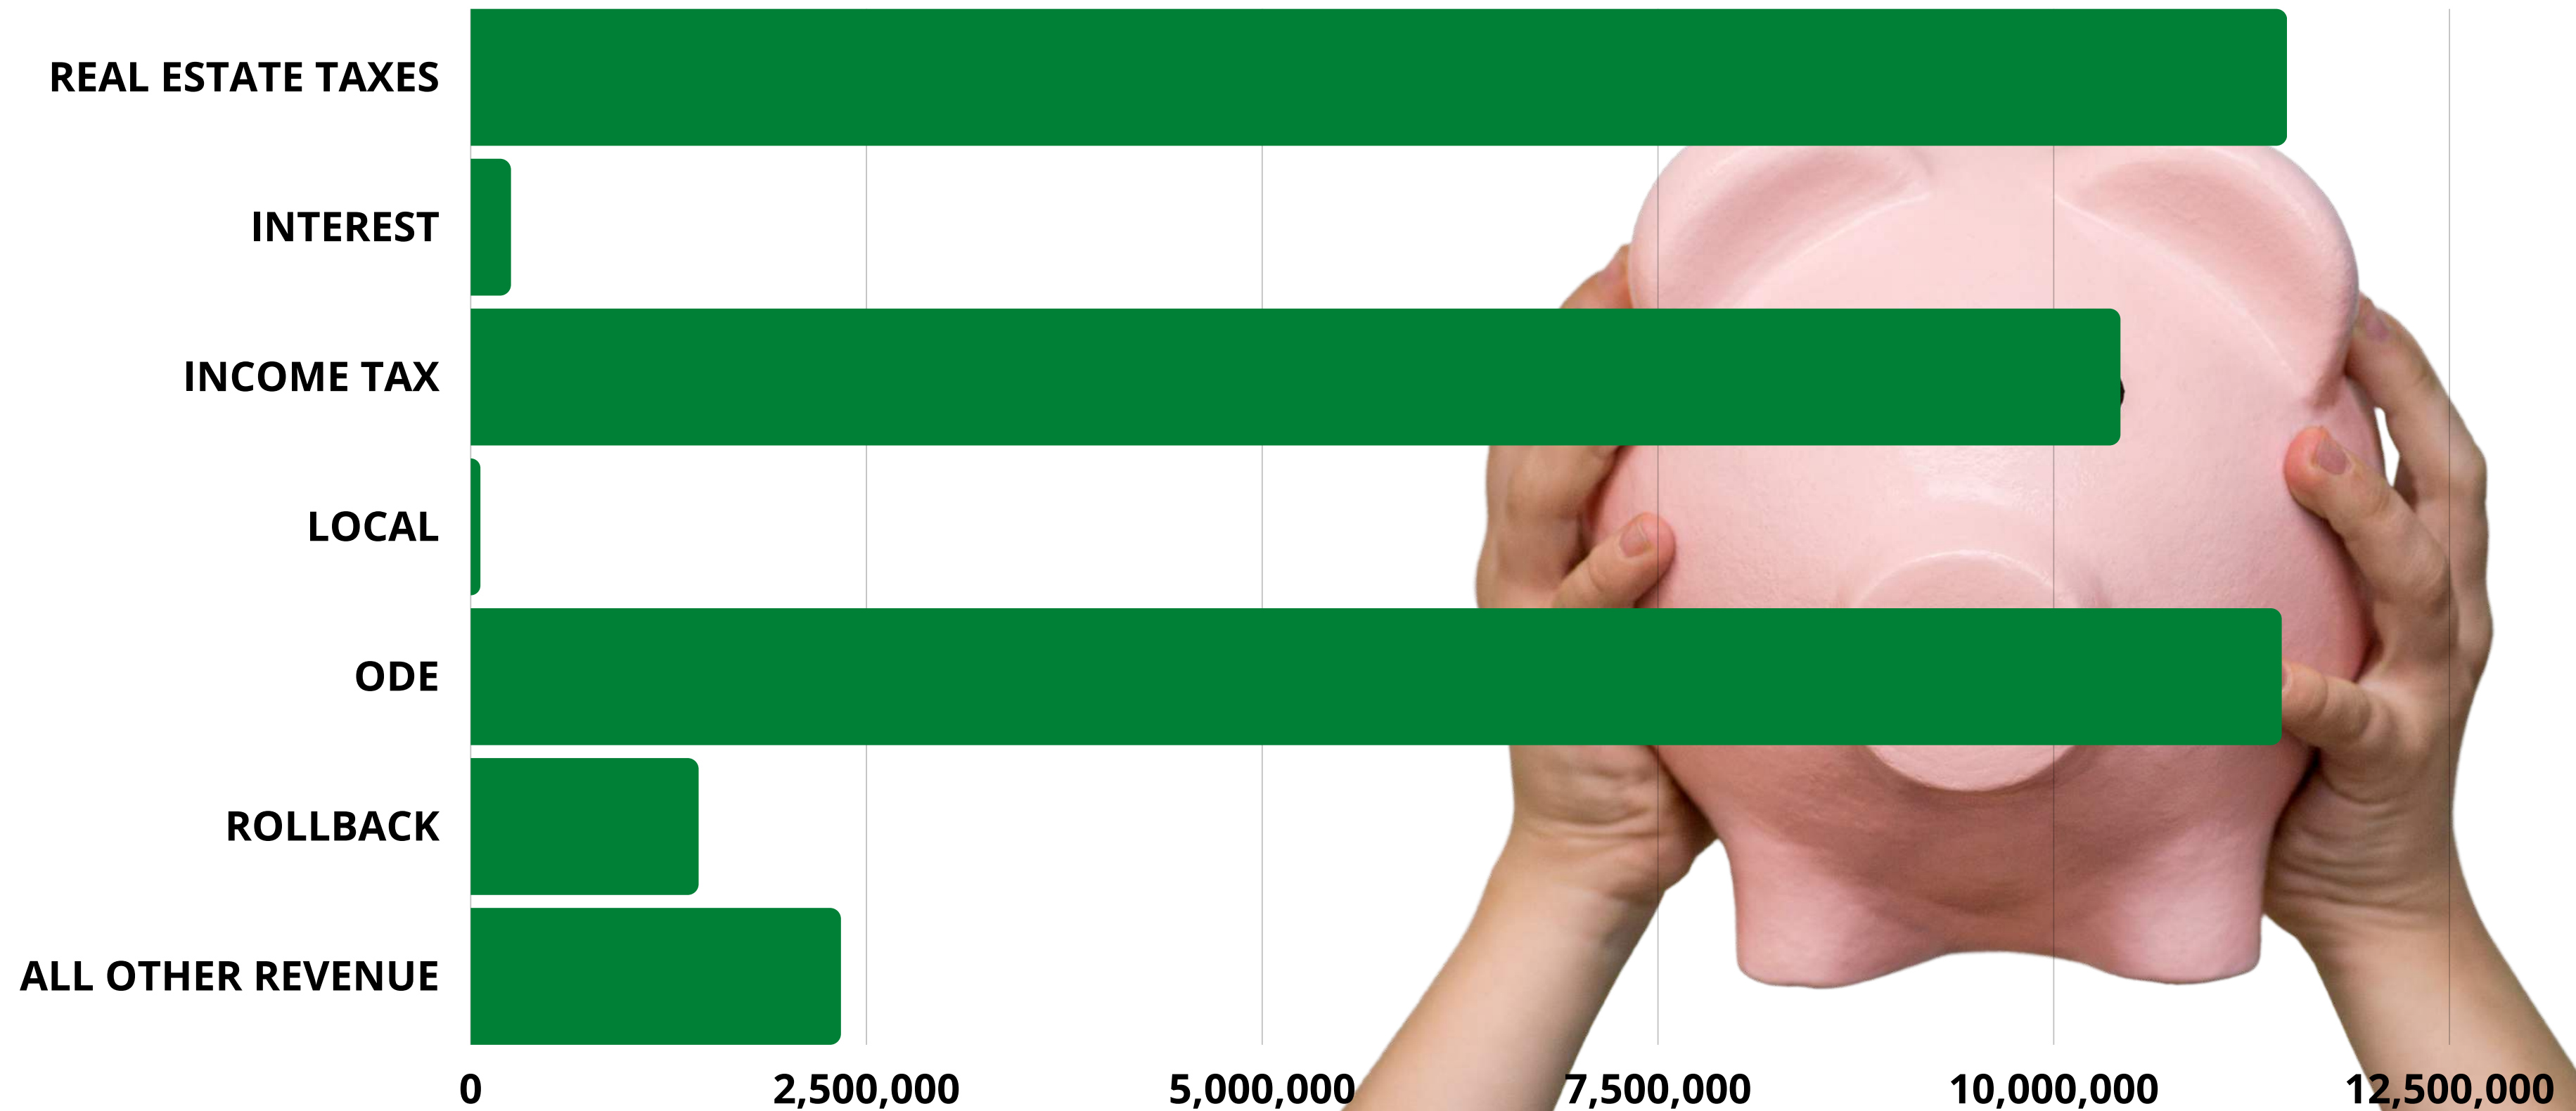 REAL ESTATE TAXES
INTEREST
INCOME TAX
LOCAL
ODE
ROLLBACK
ALL OTHER REVENUE
0 2,500,000 5,000,000 7,500,000 10,000,000 12,500,000